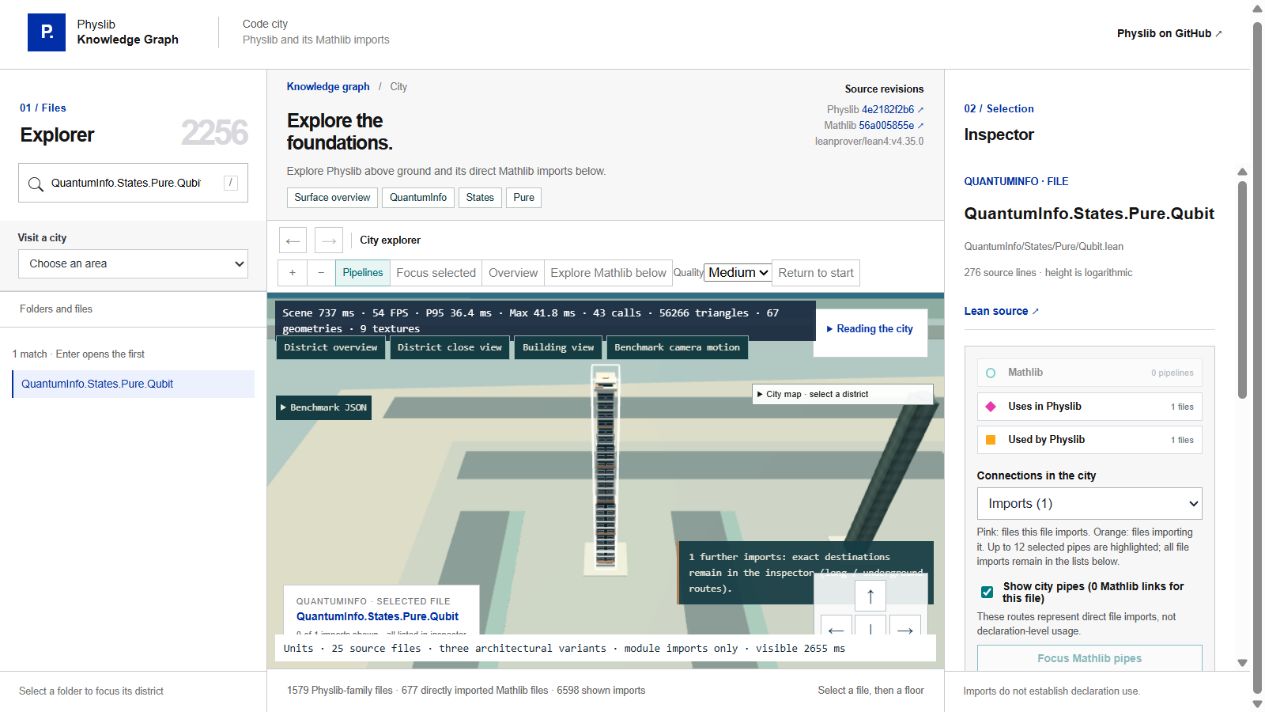 P.
Physlib
Knowledge Graph
Code city
Physlib and its Mathlib imports
Physlib on GitHub ↗
01 / Files
Explorer
2256
QuantumInfo.States.Pure.Qubi
/
Visit a city
Choose an area
Folders and files
1 match · Enter opens the first
QuantumInfo.States.Pure.Qubit
Select a folder to focus its district
Knowledge graph / City
Explore the
foundations.
Explore Physlib above ground and its direct Mathlib imports below.
Surface overview
QuantumInfo
States
Pure
Source revisions
Physlib 4e2182f2b6 ↗
Mathlib 56a005855e ↗
leanprover/lean4:v4.35.0
← → City explorer
+ − Pipelines Focus selected Overview Explore Mathlib below Quality Medium Return to start
Scene 737 ms · 54 FPS · P95 36.4 ms · Max 41.8 ms · 43 calls · 56266 triangles · 67
geometries · 9 textures
▶ Reading the city
District overview
District close view
Building view
Benchmark camera motion
▶ City map · select a district
▶ Benchmark JSON
1 further imports: exact destinations
remain in the inspector (long / underground
routes).
↑
← ↓ →
QUANTUMINFO · SELECTED FILE
QuantumInfo.States.Pure.Qubit
0 of 1 imports shown · all listed in inspector
Units · 25 source files · three architectural variants · module imports only · visible 2655 ms
1579 Physlib-family files · 677 directly imported Mathlib files · 6598 shown imports
Select a file, then a floor
02 / Selection
Inspector
QUANTUMINFO · FILE
QuantumInfo.States.Pure.Qubit
QuantumInfo/States/Pure/Qubit.lean
276 source lines · height is logarithmic
Lean source ↗
Mathlib 0 pipelines
Uses in Physlib 1 files
Used by Physlib 1 files
Connections in the city
Imports (1)
Pink: files this file imports. Orange: files importing
it. Up to 12 selected pipes are highlighted; all file
imports remain in the lists below.
Show city pipes (0 Mathlib links for
this file)
These routes represent direct file imports, not
declaration-level usage.
Focus Mathlib pipes
Imports do not establish declaration use.